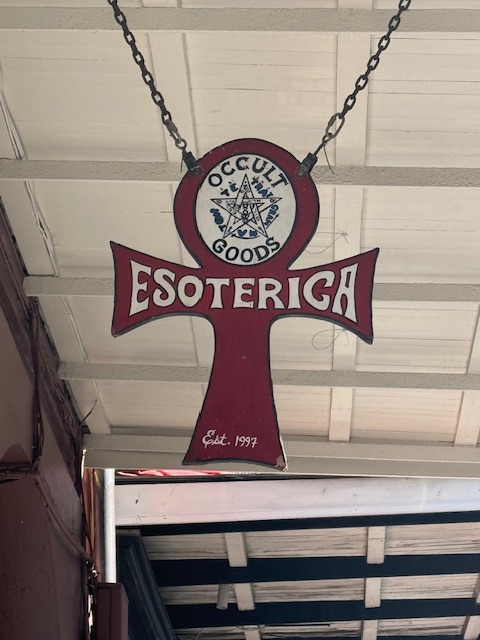 OCCULT
GOODS
ESOTERICA
Est. 1997